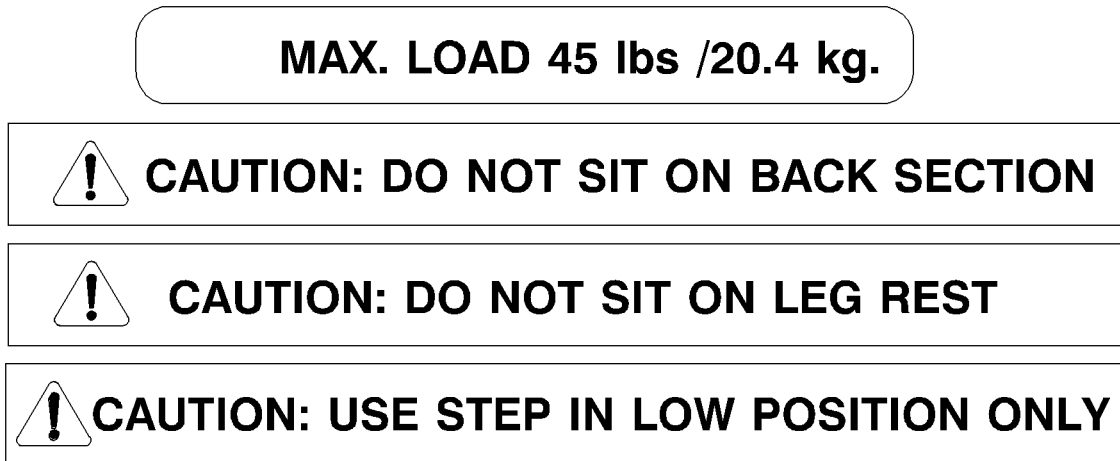 MAX. LOAD 45 lbs /20.4 kg.
CAUTION: DO NOT SIT ON BACK SECTION
CAUTION: DO NOT SIT ON LEG REST
CAUTION: USE STEP IN LOW POSITION ONLY